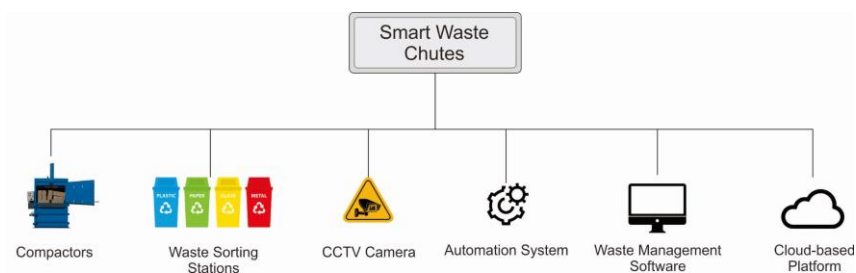 Smart Waste
Chutes
PLASTIC
PAPER
GLASS
METAL
Compactors
Waste Sorting
Stations
CCTV Camera
Automation System
Waste Management
Software
Cloud-based
Platform